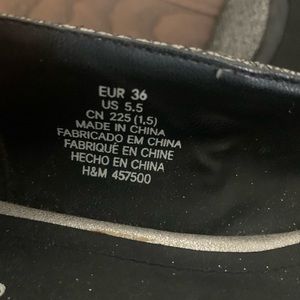 EUR 36
US 5.5
CN 225(1,5)
MADE IN CHINA
FABRICADO EM CHINA
FABRIQUÉ EN CHINE
HECHO EN CHINA
H&M 457500